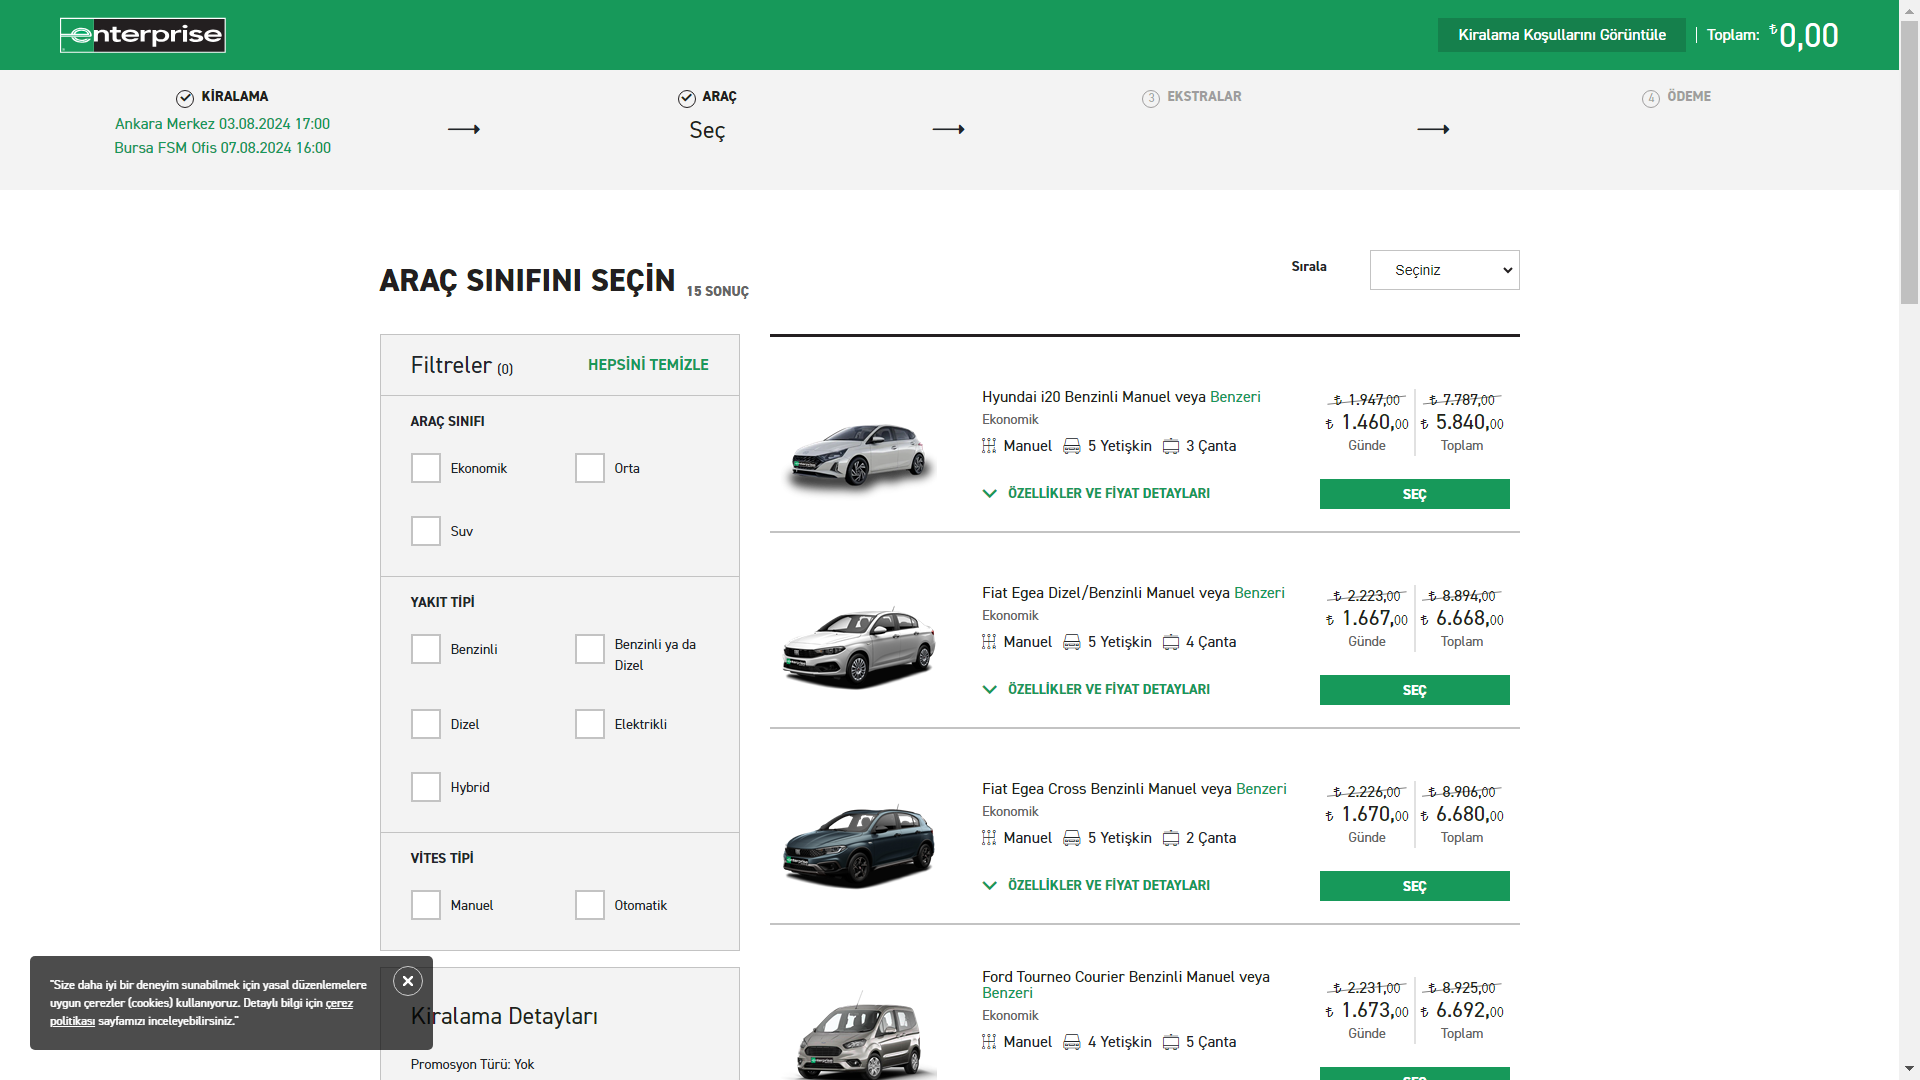 enterprise
Kiralama Koşullarını Görüntüle
Toplam: ₺0,00
KİRALAMA
Ankara Merkez 03.08.2024 17:00
Bursa FSM Ofis 07.08.2024 16:00
ARAÇ
Seç
3 EKSTRALAR
4 ÖDEME
ARAÇ SINIFINI SEÇİN 15 SONUÇ
Sırala
Seçiniz
Filtreler (0)
HEPSİNİ TEMİZLE
ARAÇ SINIFI
Ekonomik
Orta
Suv
YAKIT TİPİ
Benzinli
Benzinli ya da
Dizel
Dizel
Elektrikli
Hybrid
VİTES TİPİ
Manuel
Otomatik
Kiralama Detayları
Promosyon Türü: Yok
Hyundai i20 Benzinli Manuel veya Benzeri
Ekonomik
Manuel 5 Yetişkin 3 Çanta
ÖZELLİKLER VE FİYAT DETAYLARI
₺ 1.947,00 ₺ 7.787,00
₺ 1.460,00 ₺ 5.840,00
Günde Toplam
SEÇ
Fiat Egea Dizel/Benzinli Manuel veya Benzeri
Ekonomik
Manuel 5 Yetişkin 4 Çanta
ÖZELLİKLER VE FİYAT DETAYLARI
₺ 2.223,00 ₺ 8.894,00
₺ 1.667,00 ₺ 6.668,00
Günde Toplam
SEÇ
Fiat Egea Cross Benzinli Manuel veya Benzeri
Ekonomik
Manuel 5 Yetişkin 2 Çanta
ÖZELLİKLER VE FİYAT DETAYLARI
₺ 2.226,00 ₺ 8.906,00
₺ 1.670,00 ₺ 6.680,00
Günde Toplam
SEÇ
Ford Tourneo Courier Benzinli Manuel veya
Benzeri
Ekonomik
Manuel 4 Yetişkin 5 Çanta
₺ 2.231,00 ₺ 8.925,00
₺ 1.673,00 ₺ 6.692,00
Günde Toplam
SEÇ
"Size daha iyi bir deneyim sunabilmek için yasal düzenlemelere
uygun çerezler (cookies) kullanıyoruz. Detaylı bilgi için çerez
politikası sayfamızı inceleyebilirsiniz."